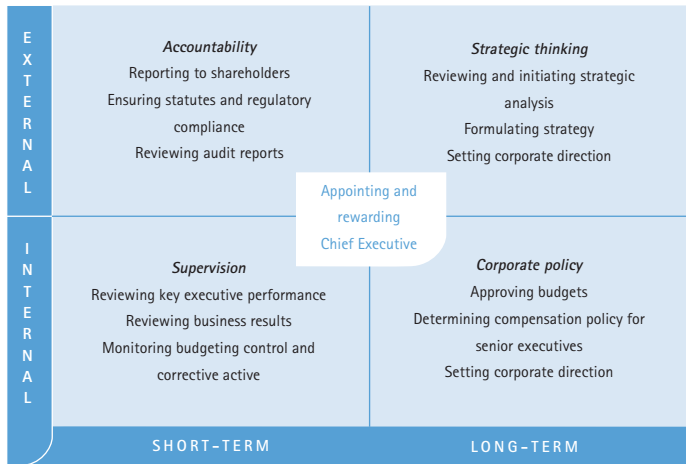 EXTERNAL
Accountability
Reporting to shareholders
Ensuring statutes and regulatory
compliance
Reviewing audit reports
Strategic thinking
Reviewing and initiating strategic
analysis
Formulating strategy
Setting corporate direction
Appointing and
rewarding
Chief Executive
INTERNAL
Supervision
Reviewing key executive performance
Reviewing business results
Monitoring budgeting control and
corrective active
Corporate policy
Approving budgets
Determining compensation policy for
senior executives
Setting corporate direction
SHORT-TERM
LONG-TERM